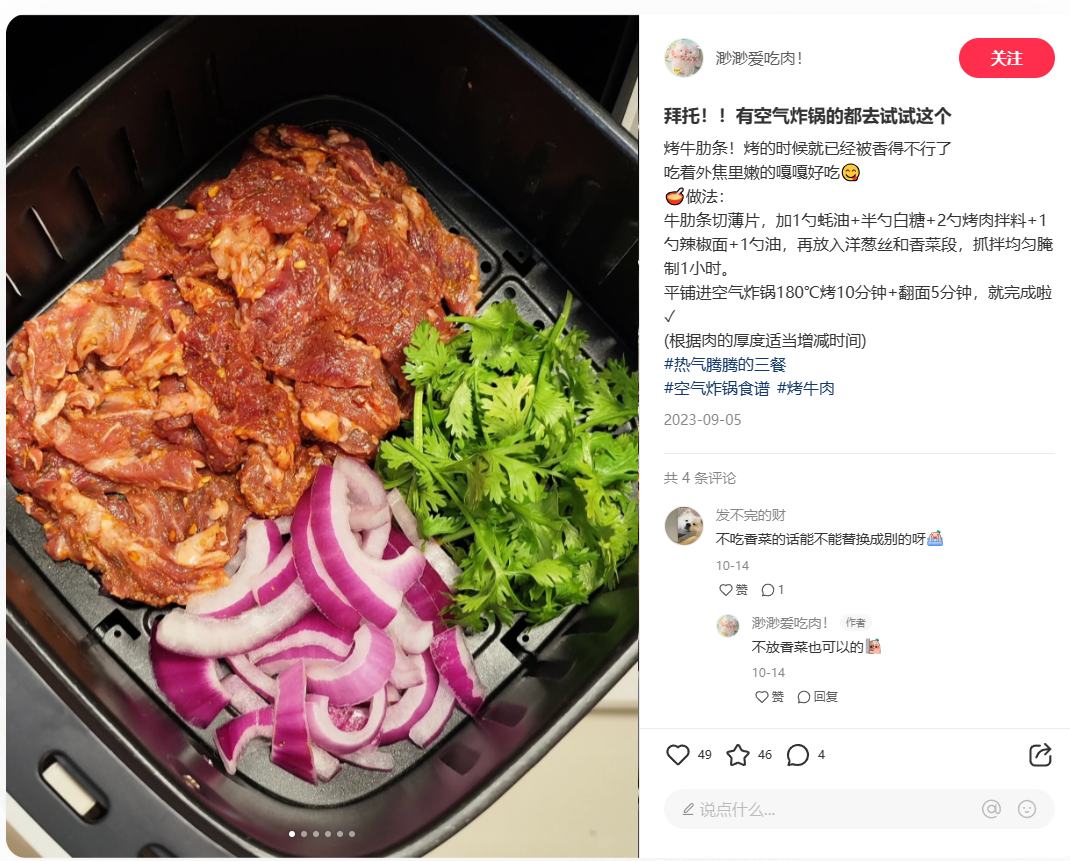 渺渺爱吃肉！
关注
拜托！！有空气炸锅的都去试试这个
烤牛肋条！烤的时候就已经被香得不行了
吃着外焦里嫩的嘎嘎好吃😋
🥣做法：
牛肋条切薄片，加1勺蚝油+半勺白糖+2勺烤肉拌料+1
勺辣椒面+1勺油，再放入洋葱丝和香菜段，抓拌均匀腌
制1小时。
平铺进空气炸锅180℃烤10分钟+翻面5分钟，就完成啦
✓
(根据肉的厚度适当增减时间)
#热气腾腾的三餐
#空气炸锅食谱 #烤牛肉
2023-09-05
共 4 条评论
发不完的财
不吃香菜的话能不能替换成别的呀
10-14
赞 1
渺渺爱吃肉！ 作者
不放香菜也可以的
10-14
赞 回复
49 46 4
说点什么...